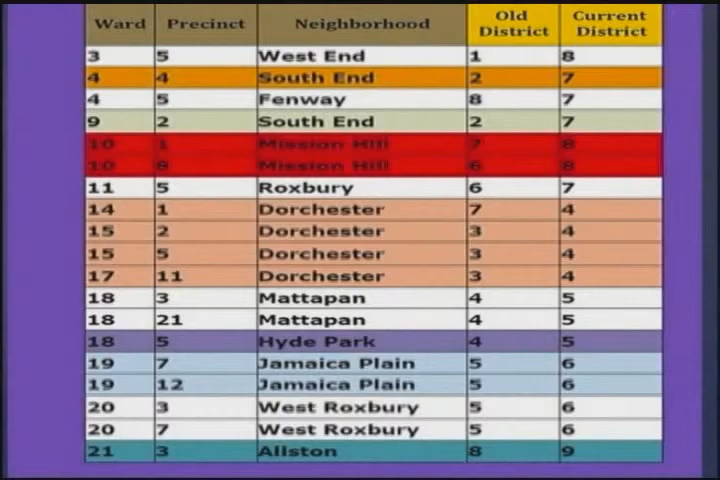 Ward Precinct Neighborhood Old District Current District
3 5 West End 1 8
4 4 South End 2 7
4 5 Fenway 8 7
9 2 South End 2 7
10 1 Mission Hill 7 8
10 8 Mission Hill 6 8
11 5 Roxbury 6 7
14 1 Dorchester 7 4
15 2 Dorchester 3 4
15 5 Dorchester 3 4
17 11 Dorchester 3 4
18 3 Mattapan 4 5
18 21 Mattapan 4 5
18 5 Hyde Park 4 5
19 7 Jamaica Plain 5 6
19 12 Jamaica Plain 5 6
20 3 West Roxbury 5 6
20 7 West Roxbury 5 6
21 3 Allston 8 9